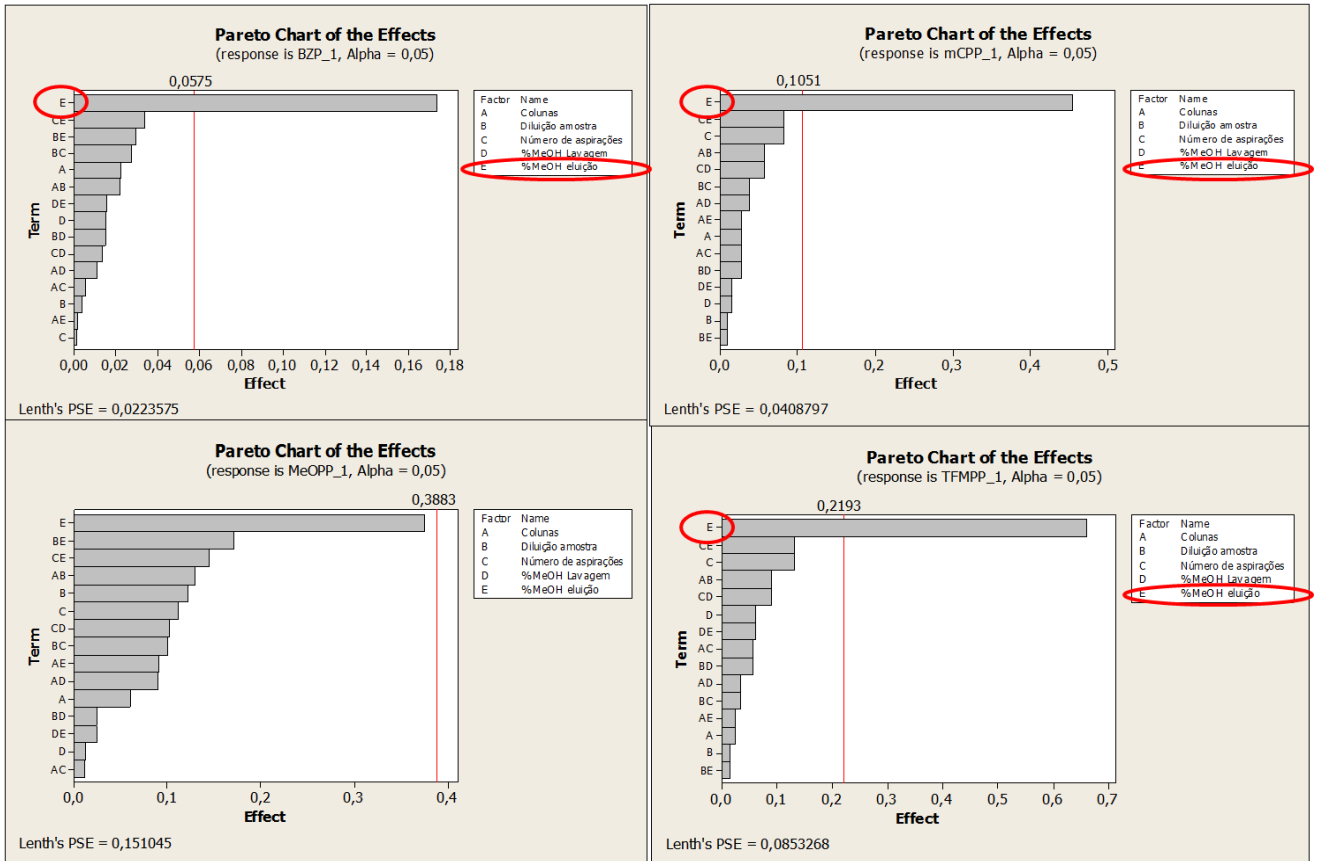 Pareto Chart of the Effects
(response is BZP_1, Alpha = 0,05)
0,0575
Term
E
CE
BE
BC
A
AB
DE
D
BD
CD
AD
AC
B
AE
C
0,00 0,02 0,04 0,06 0,08 0,10 0,12 0,14 0,16 0,18
Effect
Factor Name
A Colunas
B Diluição amostra
C Número de aspirações
D %MeOH Lavagem
E %MeOH eluição
Lenth's PSE = 0,0223575
Pareto Chart of the Effects
(response is mCPP_1, Alpha = 0,05)
0,1051
Term
E
CE
C
AB
CD
BC
AD
AE
A
AC
BD
DE
D
B
BE
0,0 0,1 0,2 0,3 0,4 0,5
Effect
Factor Name
A Colunas
B Diluição amostra
C Número de aspirações
D %MeOH Lavagem
E %MeOH eluição
Lenth's PSE = 0,0408797
Pareto Chart of the Effects
(response is MeOPP_1, Alpha = 0,05)
0,3883
Term
E
BE
CE
AB
B
C
CD
BC
AE
AD
A
BD
DE
D
AC
0,0 0,1 0,2 0,3 0,4
Effect
Factor Name
A Colunas
B Diluição amostra
C Número de aspirações
D %MeOH Lavagem
E %MeOH eluição
Lenth's PSE = 0,151045
Pareto Chart of the Effects
(response is TFMPP_1, Alpha = 0,05)
0,2193
Term
E
CE
C
AB
CD
D
DE
AC
BD
AD
BC
AE
A
B
BE
0,0 0,1 0,2 0,3 0,4 0,5 0,6 0,7
Effect
Factor Name
A Colunas
B Diluição amostra
C Número de aspirações
D %MeOH Lavagem
E %MeOH eluição
Lenth's PSE = 0,0853268